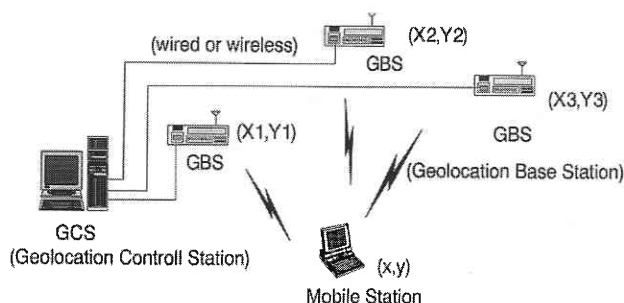 (wired or wireless)
(X2,Y2)
GBS
(X3,Y3)
(X1,Y1)
GBS
GBS
(Geolocation Base Station)
GCS
(Geolocation Controll Station)
(x,y)
Mobile Station